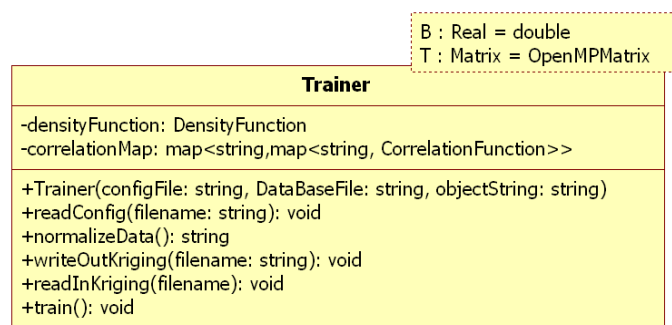 B : Real = double
T : Matrix = OpenMPMatrix
Trainer
-densityFunction: DensityFunction
-correlationMap: map<string,map<string, CorrelationFunction>>
+Trainer(configFile: string, DataBaseFile: string, objectString: string)
+readConfig(filename: string): void
+normalizeData(): string
+writeOutKriging(filename: string): void
+readInKriging(filename): void
+train(): void